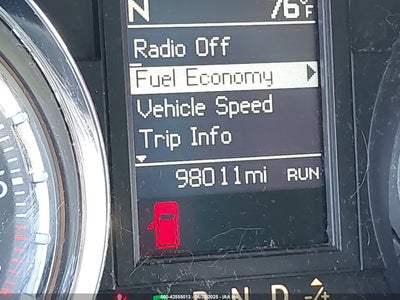 N 76°F
Radio Off
Fuel Economy
Vehicle Speed
Trip Info
98011mi RUN
R N D